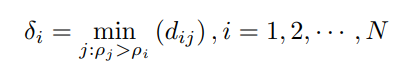 δ_i = min_{j:ρ_j>ρ_i} (d_{ij}) , i = 1, 2, ··· , N